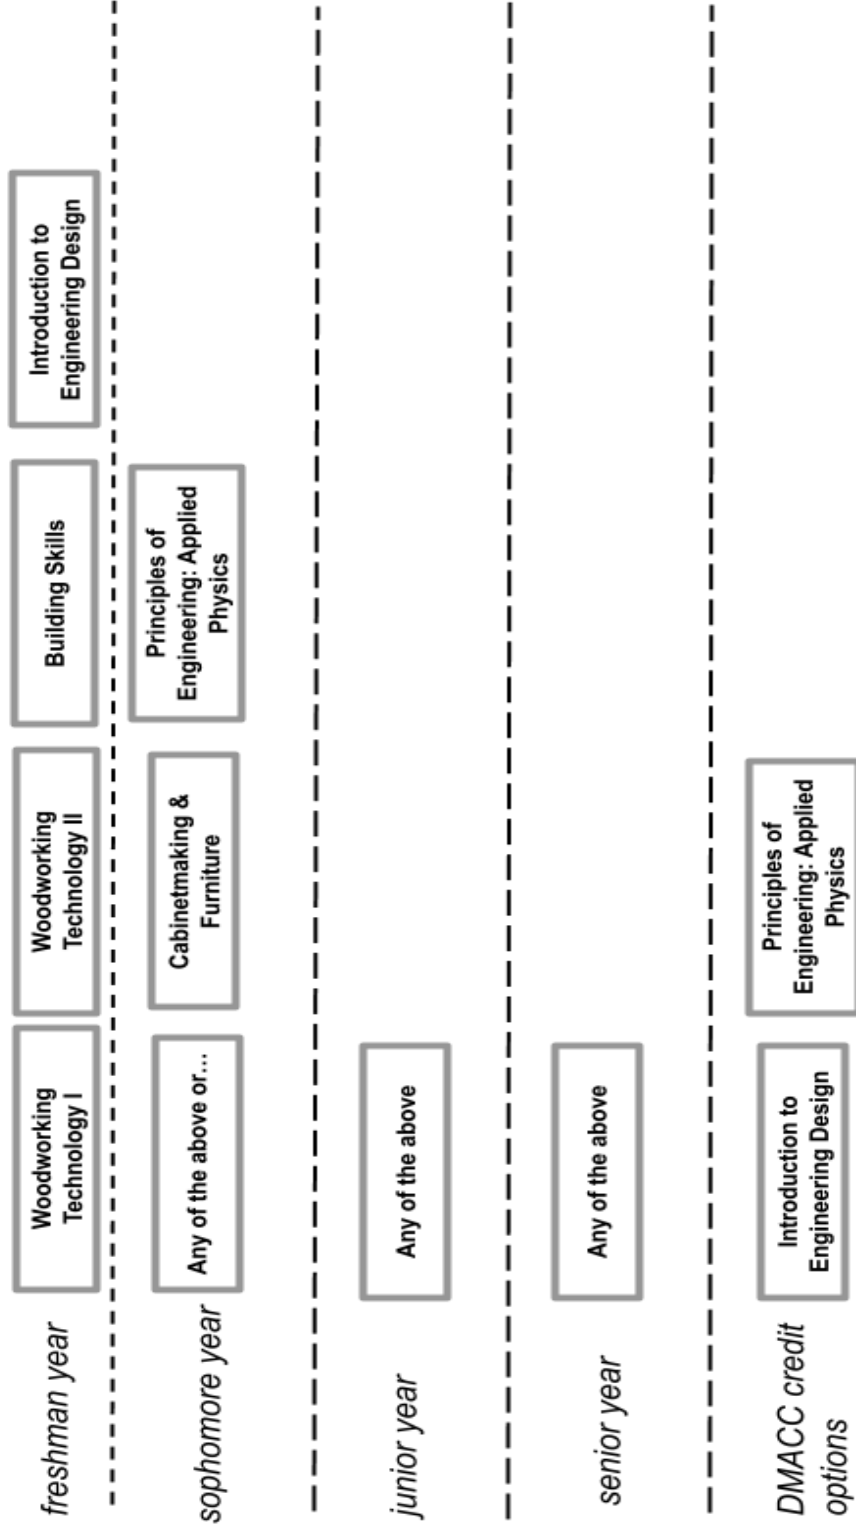 freshman year
Woodworking
Technology I
Woodworking
Technology II
Building Skills
Introduction to
Engineering Design
sophomore year
Any of the above or...
Cabinetmaking &
Furniture
Principles of
Engineering: Applied
Physics
junior year
Any of the above
senior year
Any of the above
DMACC credit
options
Introduction to
Engineering Design
Principles of
Engineering: Applied
Physics